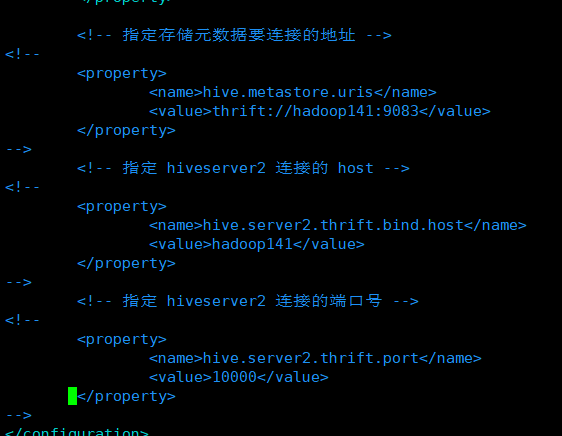 </property>
<!-- 指定存储元数据要连接的地址 -->
<!--
<property>
<name>hive.metastore.uris</name>
<value>thrift://hadoop141:9083</value>
</property>
-->
<!-- 指定 hiveserver2 连接的 host -->
<!--
<property>
<name>hive.server2.thrift.bind.host</name>
<value>hadoop141</value>
</property>
-->
<!-- 指定 hiveserver2 连接的端口号 -->
<!--
<property>
<name>hive.server2.thrift.port</name>
<value>10000</value>
</property>
-->
</configuration>